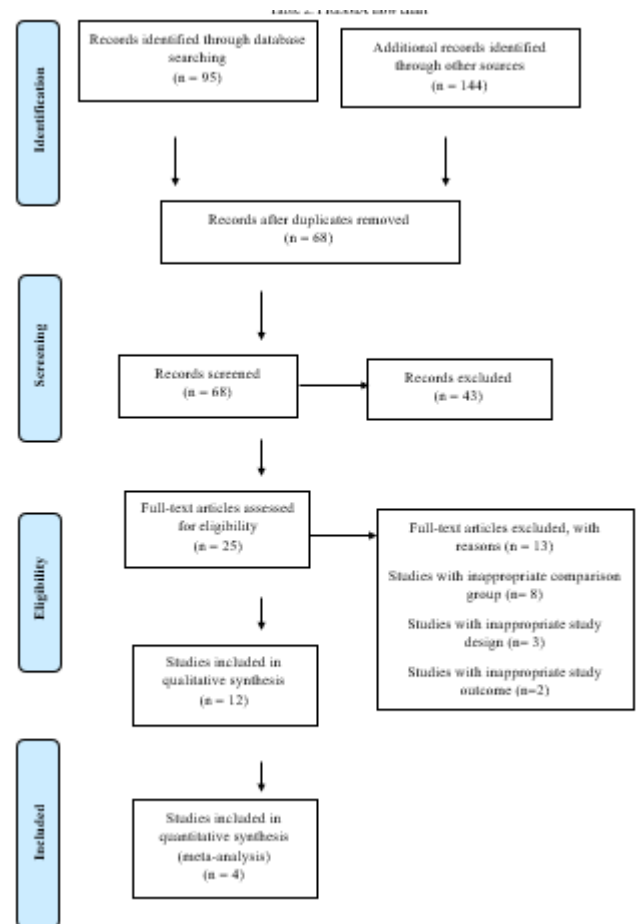 Identification
Records identified through database
searching
(n = 95)
Additional records identified
through other sources
(n = 144)
Records after duplicates removed
(n = 68)
Screening
Records screened
(n = 68)
Records excluded
(n = 43)
Eligibility
Full-text articles assessed
for eligibility
(n = 25)
Full-text articles excluded, with
reasons (n = 13)
Studies with inappropriate comparison
group (n= 8)
Studies with inappropriate study
design (n= 3)
Studies with inappropriate study
outcome (n=2)
Studies included in
qualitative synthesis
(n = 12)
Included
Studies included in
quantitative synthesis
(meta-analysis)
(n = 4)